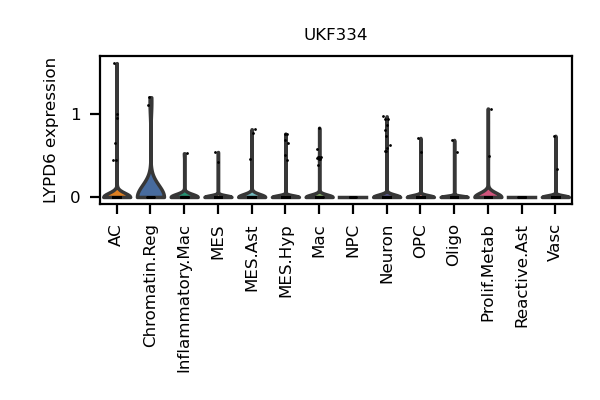 UKF334
LYPD6 expression
1
0
AC
Chromatin.Reg
Inflammatory.Mac
MES
MES.Ast
MES.Hyp
Mac
NPC
Neuron
OPC
Oligo
Prolif.Metab
Reactive.Ast
Vasc